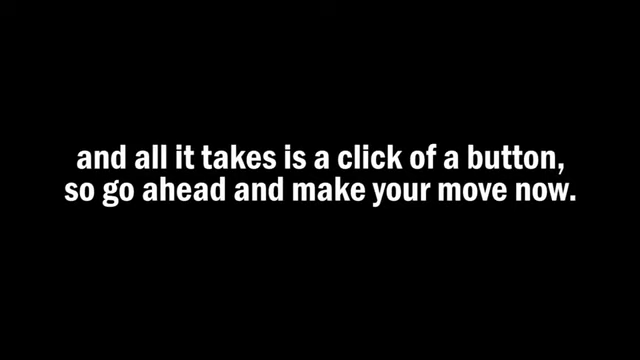 and all it takes is a click of a button,
so go ahead and make your move now.